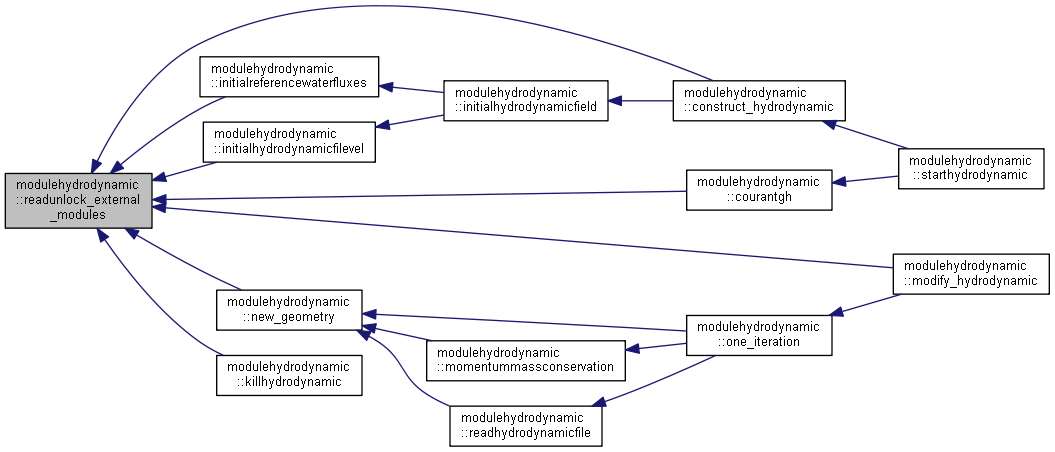 modulehydrodynamic
::readunlock_external
_modules
modulehydrodynamic
::initialreferencewaterfluxes
modulehydrodynamic
::initialhydrodynamicfilevel
modulehydrodynamic
::initialhydrodynamicfield
modulehydrodynamic
::construct_hydrodynamic
modulehydrodynamic
::starthydrodynamic
modulehydrodynamic
::courantgh
modulehydrodynamic
::modify_hydrodynamic
modulehydrodynamic
::new_geometry
modulehydrodynamic
::one_iteration
modulehydrodynamic
::momentummassconservation
modulehydrodynamic
::killhydrodynamic
modulehydrodynamic
::readhydrodynamicfile